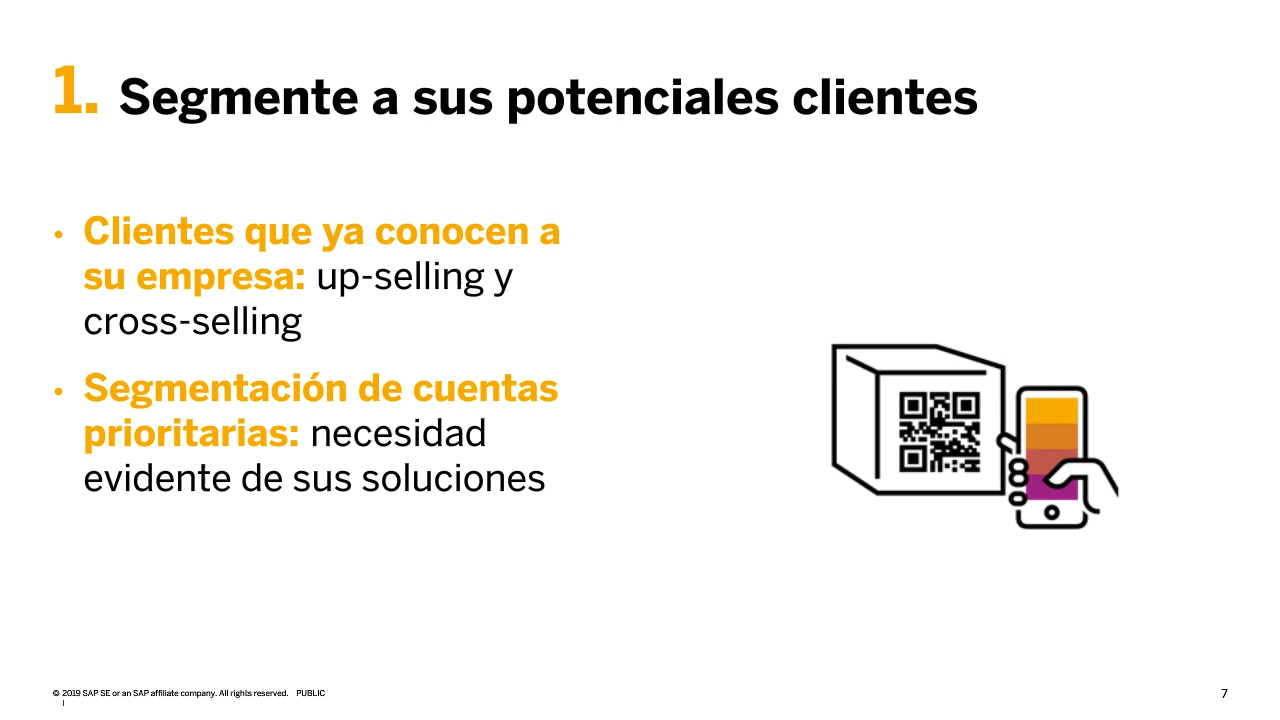 1. Segmente a sus potenciales clientes
• Clientes que ya conocen a
su empresa: up-selling y
cross-selling
• Segmentación de cuentas
prioritarias: necesidad
evidente de sus soluciones
© 2019 SAP SE or an SAP affiliate company. All rights reserved. PUBLIC
|
7